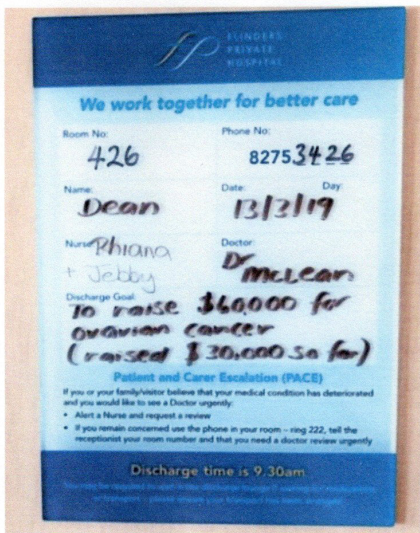 FLINDERS
PRIVATE
HOSPITAL
We work together for better care
Room No:
426
Phone No:
82753426
Name:
Dean
Date: Day:
13/3/19
Nurse: Rhiana
+ Jebby
Doctor:
Dr
McLean
Discharge Goal:
To raise $60,000 for
ovarian cancer
(raised $30,000 so far)
Patient and Carer Escalation (PACE)
If you or your family/visitor believe that your medical condition has deteriorated
and you would like to see a Doctor urgently:
• Alert a Nurse and request a review
• If you remain concerned use the phone in your room – ring 222, tell the
receptionist your room number and that you need a doctor review urgently
Discharge time is 9.30am